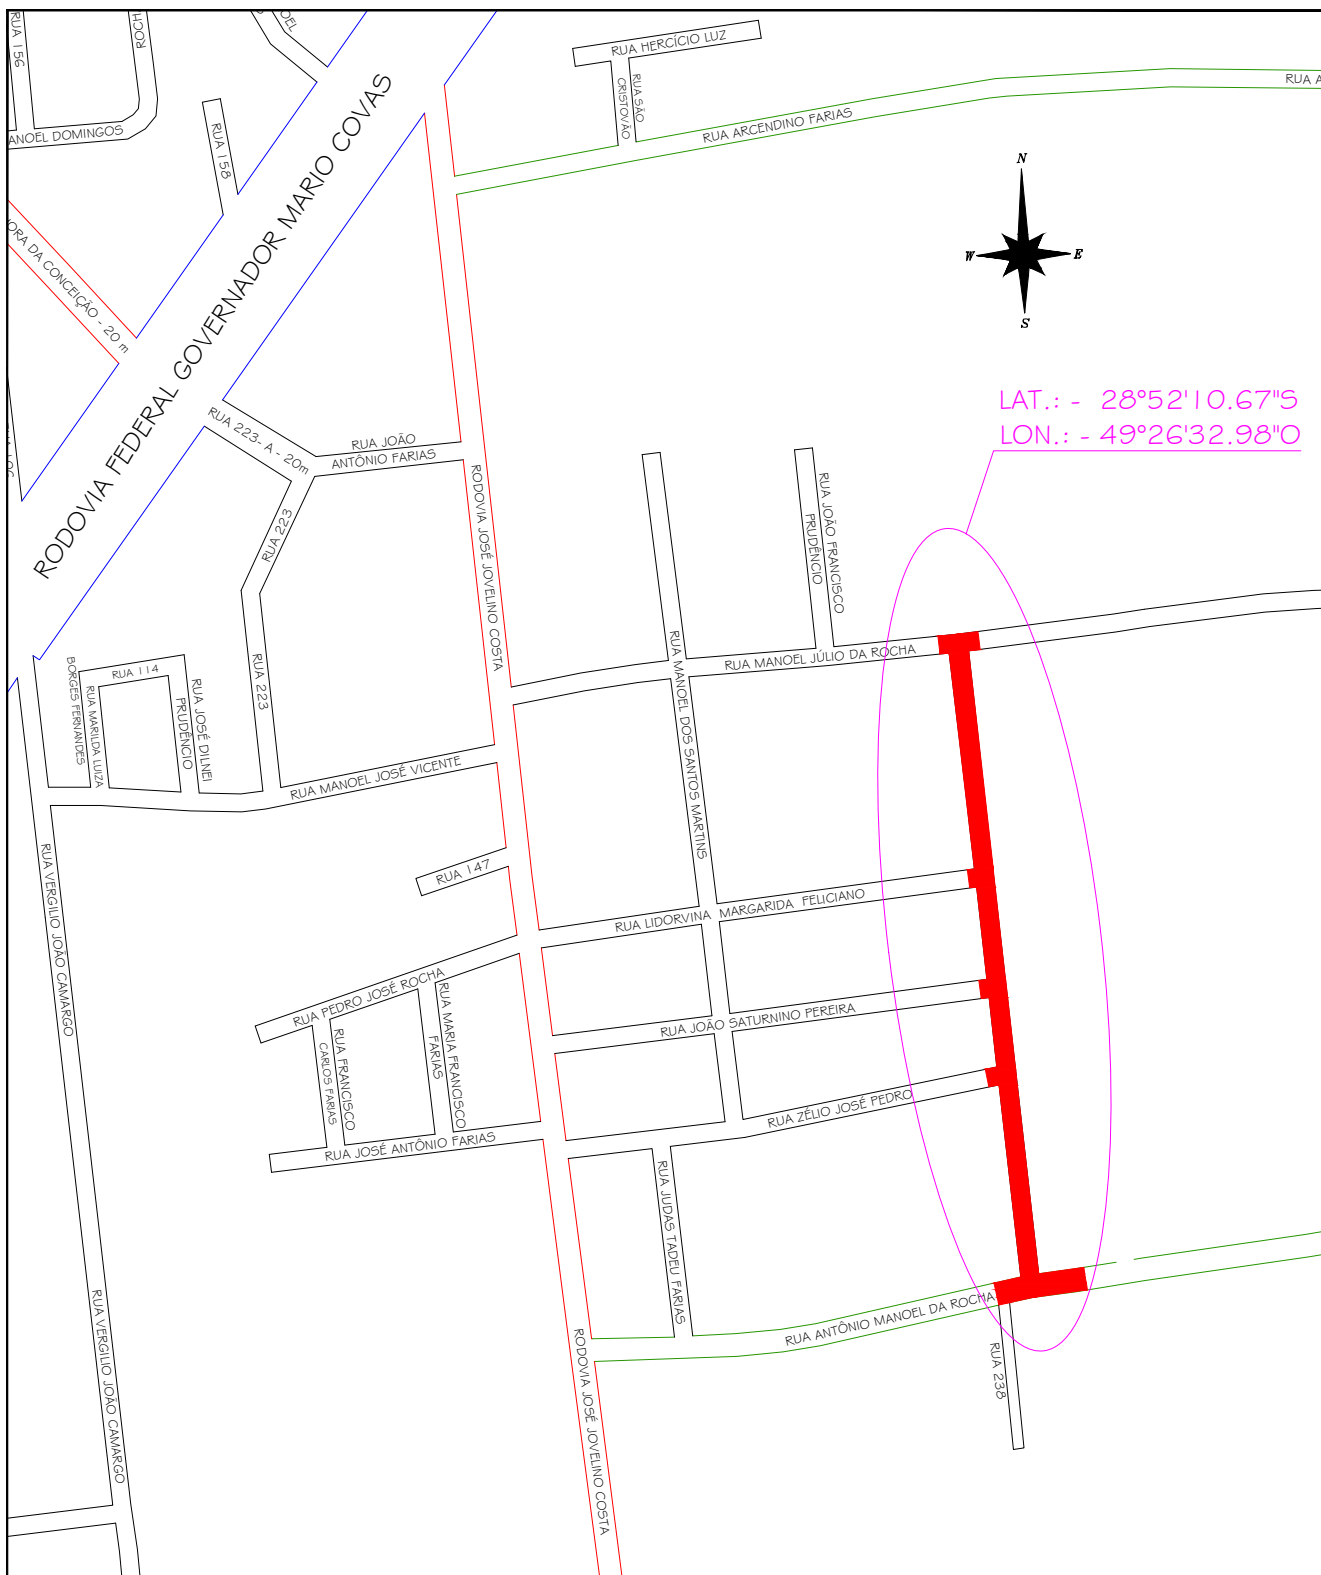 RUA 156
ROCH
OEL
ANOEL DOMINGOS
RUA 158
RUA HERCÍCIO LUZ
RUA SÃO
CRISTOVÃO
RUA ARCENDINO FARIAS
RUA A
N
W
E
S
ORA DA CONCEIÇÃO - 20 m
RODOVIA FEDERAL GOVERNADOR MARIO COVAS
LAT.: - 28°52'10.67"S
LON.: - 49°26'32.98"O
RUA 223- A - 20m
RUA JOÃO
ANTÔNIO FARIAS
RUA 223
RODOVIA JOSÉ JOVELINO COSTA
RUA JOÃO FRANCISCO
PRUDÊNCIO
RUA MANOEL JÚLIO DA ROCHA
RUA MANOEL DOS SANTOS MARTINS
RUA 114
RUA MARILDA LUIZA
BORGES FERNANDES
RUA JOSÉ DILNEI
PRUDÊNCIO
RUA 223
RUA MANOEL JOSÉ VICENTE
RUA VERGILIO JOÃO CAMARGO
RUA 147
RUA LIDORVINA MARGARIDA FELICIANO
RUA PEDRO JOSÉ ROCHA
RUA JOÃO SATURNINO PEREIRA
RUA FRANCISCO
CARLOS FARIAS
RUA MARIA FRANCISCO
FARIAS
RUA ZÉLIO JOSÉ PEDRO
RUA JOSÉ ANTÔNIO FARIAS
RUA JUDAS TADEU FARIAS
RUA ANTÔNIO MANOEL DA ROCHA
RUA 238
RUA VERGILIO JOÃO CAMARGO
RODOVIA JOSÉ JOVELINO COSTA